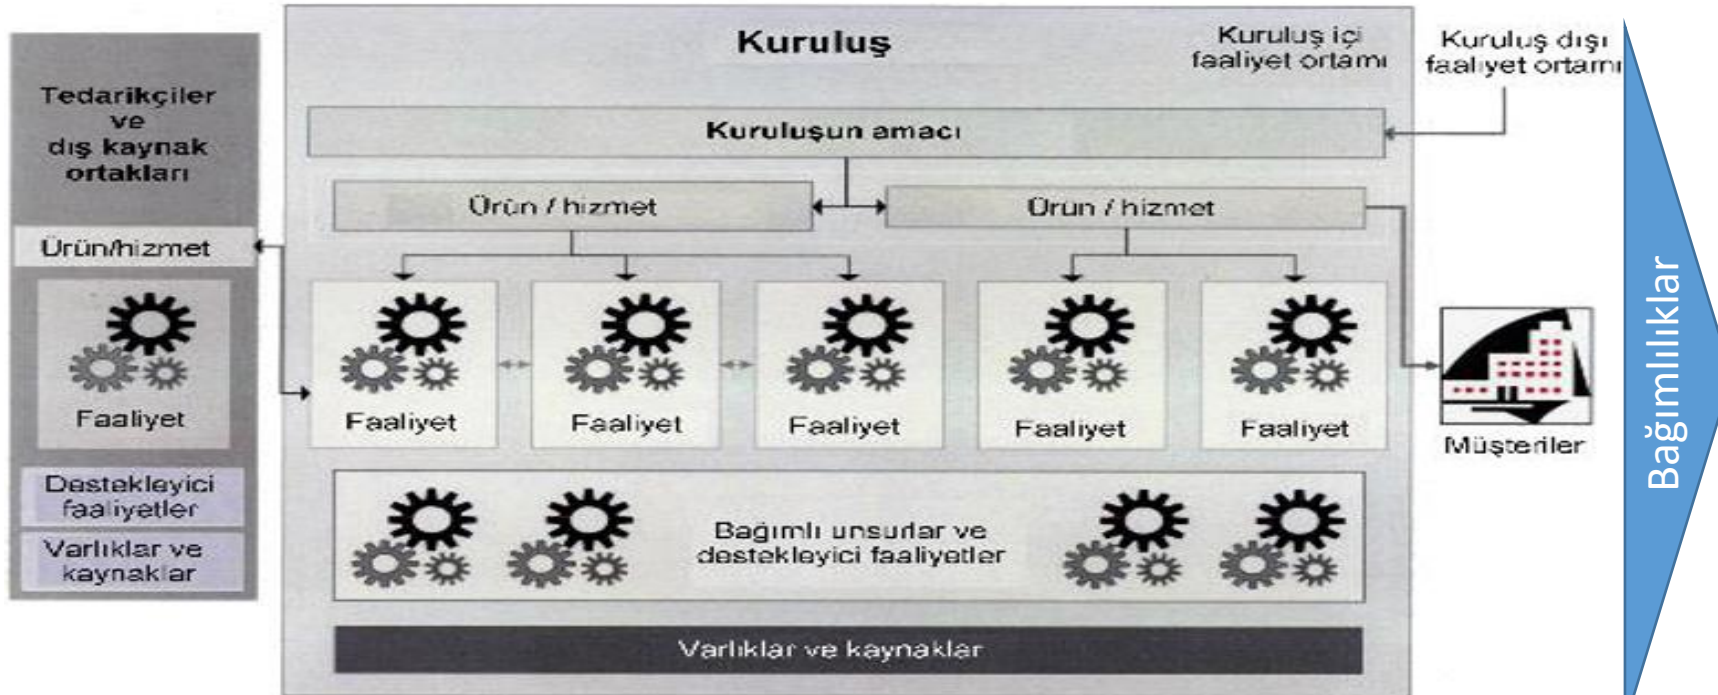 Tedarikçiler
ve
dış kaynak
ortakları
Ürün/hizmet
Faaliyet
Destekleyici
faaliyetler
Varlıklar ve
kaynaklar
Kuruluş
Kuruluş içi
faaliyet ortamı
Kuruluş dışı
faaliyet ortamı
Kuruluşun amacı
Ürün / hizmet
Ürün / hizmet
Faaliyet
Faaliyet
Faaliyet
Faaliyet
Faaliyet
Müşteriler
Bağımlı unsurlar ve
destekleyici faaliyetler
Varlıklar ve kaynaklar
Bağımlılıklar